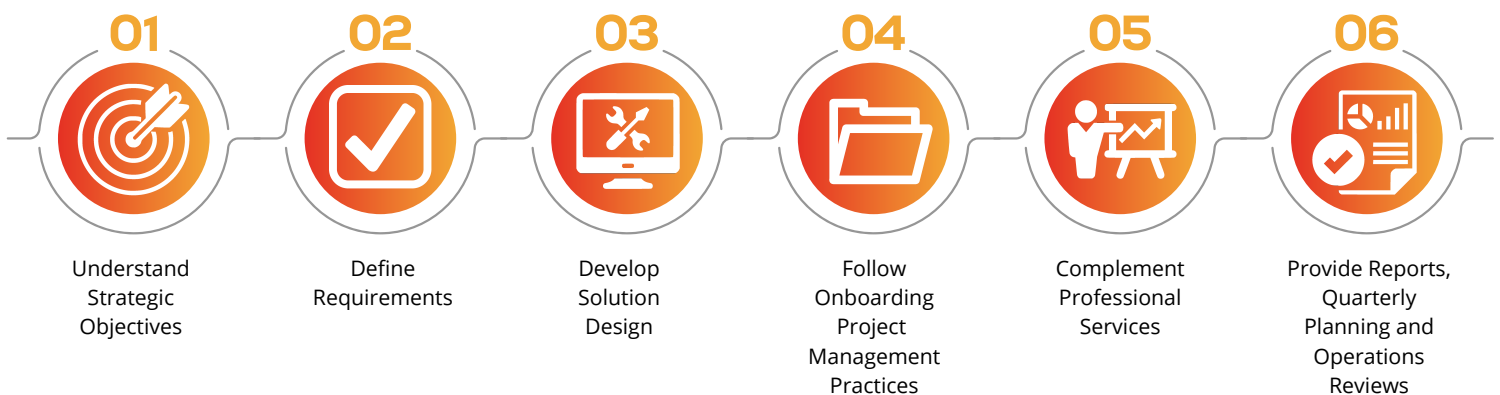 01
Understand
Strategic
Objectives
02
Define
Requirements
03
Develop
Solution
Design
04
Follow
Onboarding
Project
Management
Practices
05
Complement
Professional
Services
06
Provide Reports,
Quarterly
Planning and
Operations
Reviews